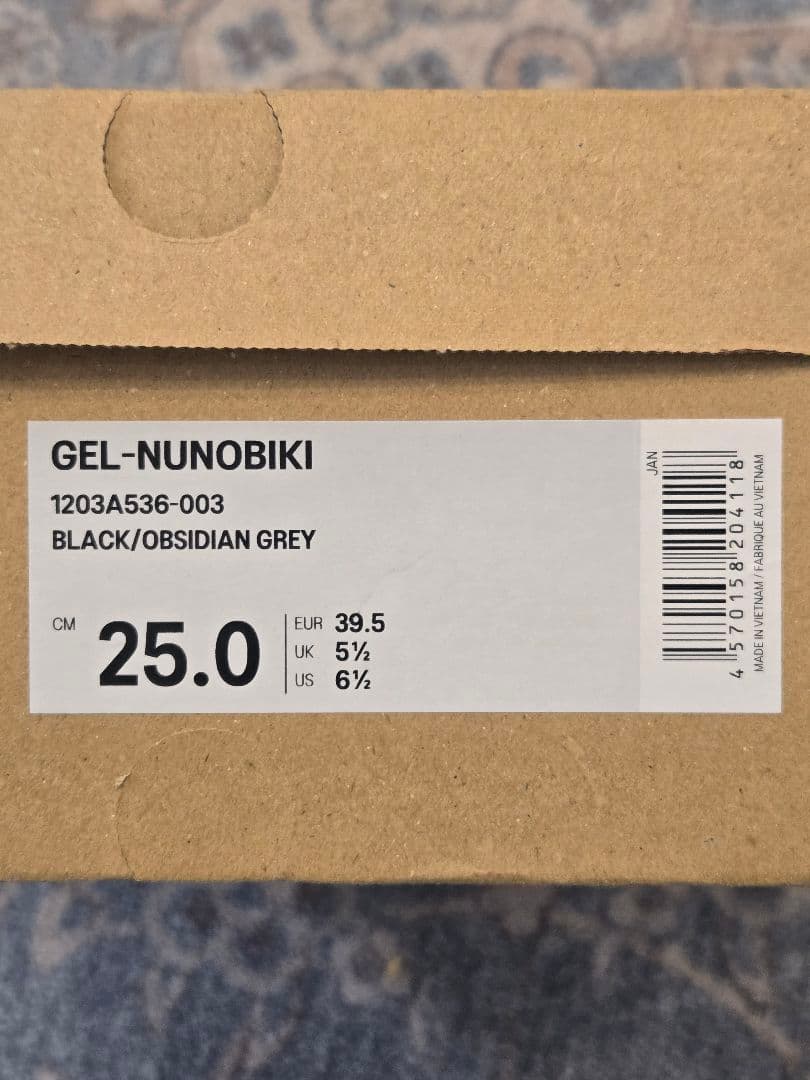 GEL-NUNOBIKI
1203A536-003
BLACK/OBSIDIAN GREY
CM 25.0
EUR 39.5
UK 5½
US 6½
JAN
4 570158 204118
MADE IN VIETNAM / FABRIQUE AU VIETNAM